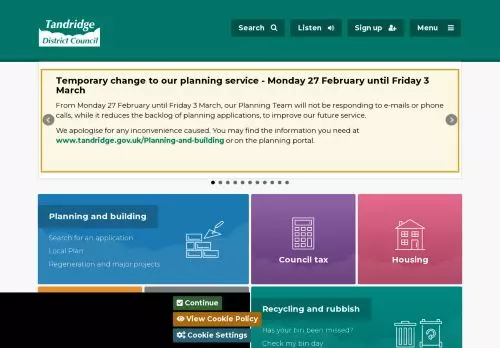 Tandridge
District Council
Search
Listen
Sign up
Menu
Temporary change to our planning service - Monday 27 February until Friday 3
March
From Monday 27 February until Friday 3 March, our Planning Team will not be responding to e-mails or phone
calls, while it reduces the backlog of planning applications, to improve our future service.
We apologise for any inconvenience caused. You may find the information you need at
www.tandridge.gov.uk/Planning-and-building or on the planning portal.
Planning and building
Search for an application
Local Plan
Regeneration and major projects
Council tax
Housing
Continue
View Cookie Policy
Cookie Settings
Recycling and rubbish
Has your bin been missed?
Check my bin day